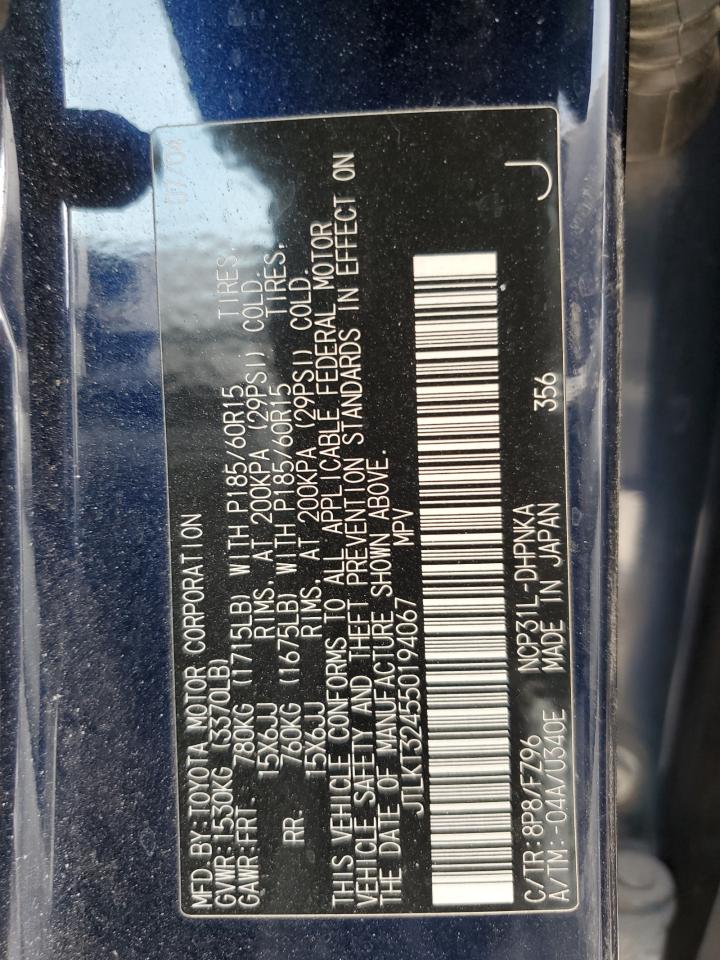 MFD.BY:TOYOTA MOTOR CORPORATION 07/04
GVWR:1530KG (3370LB)
GAWR:FRT. 780KG (1715LB) WITH P185/60R15 TIRES,
15X6JJ RIMS, AT 200KPA (29PSI) COLD.
RR. 760KG (1675LB) WITH P185/60R15 TIRES,
15X6JJ RIMS, AT 200KPA (29PSI) COLD.
THIS VEHICLE CONFORMS TO ALL APPLICABLE FEDERAL MOTOR
VEHICLE SAFETY AND THEFT PREVENTION STANDARDS IN EFFECT ON
THE DATE OF MANUFACTURE SHOWN ABOVE.
JTLKT324550194067 MPV
C/TR:8P8/FZ96 NCP31L-DHPNKA 356 J
A/TM:-04A/U340E MADE IN JAPAN